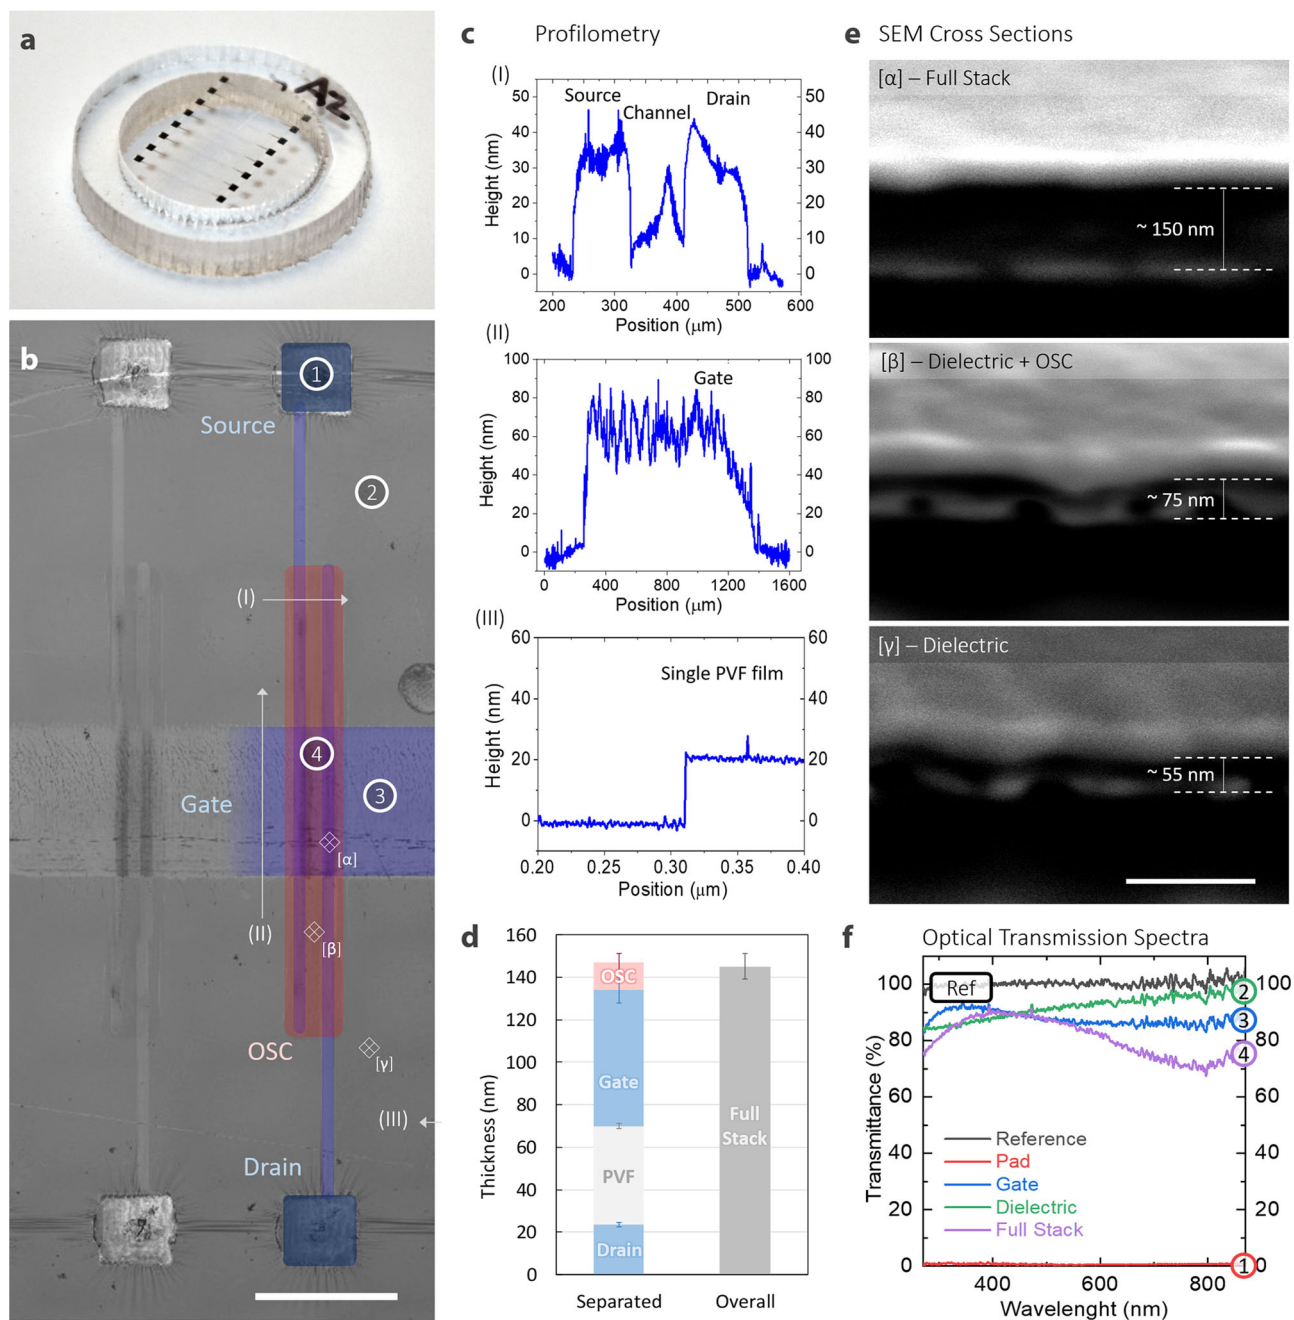 a
A2
b
1
Source
2
(I)
4
3
Gate
[α]
(II)
[β]
OSC
[γ]
(III)
Drain
c Profilometry
(I)
50 50
40 40
30 30
20 20
10 10
0 0
Height (nm)
Source
Channel
Drain
200 300 400 500 600
Position (μm)
(II)
100 100
80 80
60 60
40 40
20 20
0 0
Height (nm)
Gate
0 400 800 1200 1600
Position (μm)
(III)
60 60
40 40
20 20
0 0
Height (nm)
Single PVF film
0.20 0.25 0.30 0.35 0.40
Position (μm)
d
160
140
120
100
80
60
40
20
0
Thickness (nm)
OSC
Gate
PVF
Drain
Full
Stack
Separated Overall
e SEM Cross Sections
[α] – Full Stack
~ 150 nm
[β] – Dielectric + OSC
~ 75 nm
[γ] – Dielectric
~ 55 nm
f
Optical Transmission Spectra
100 100
80 80
60 60
40 40
20 20
0 0
Transmittance (%)
Ref
2
3
4
Reference
Pad
Gate
Dielectric
Full Stack
1
400 600 800
Wavelenght (nm)